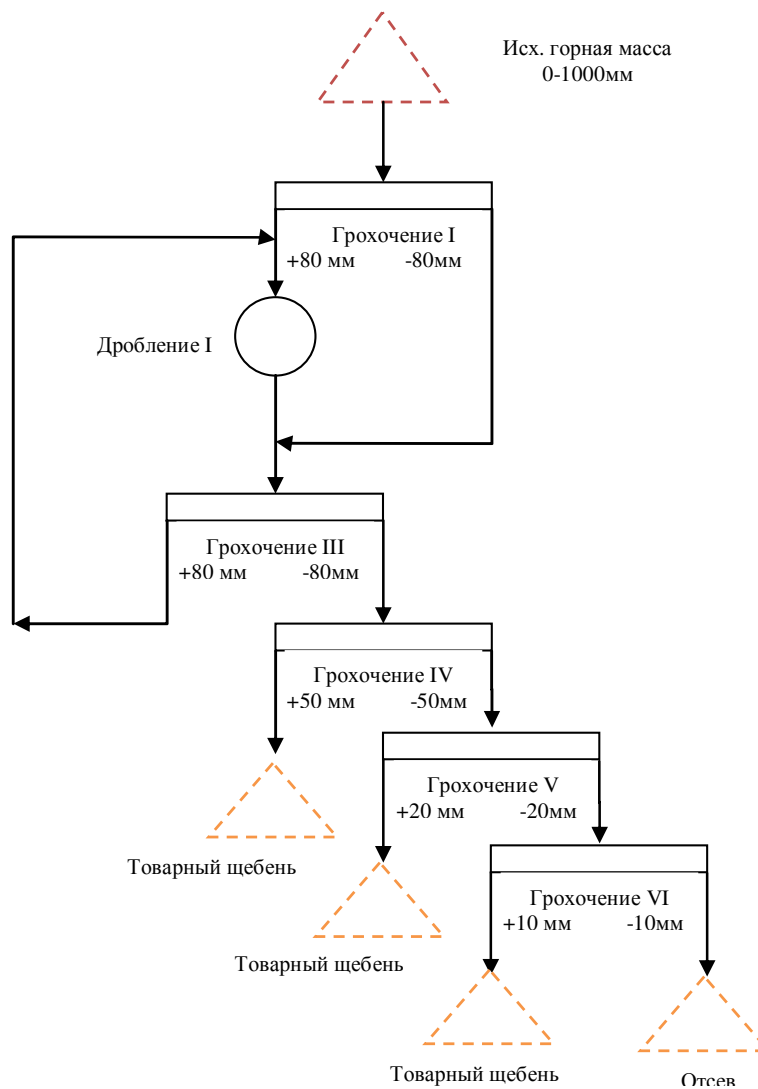 Исх. горная масса
0-1000мм
Грохочение I
+80 мм -80мм
Дробление I
Грохочение III
+80 мм -80мм
Грохочение IV
+50 мм -50мм
Грохочение V
+20 мм -20мм
Товарный щебень
Грохочение VI
+10 мм -10мм
Товарный щебень
Товарный щебень Отсев